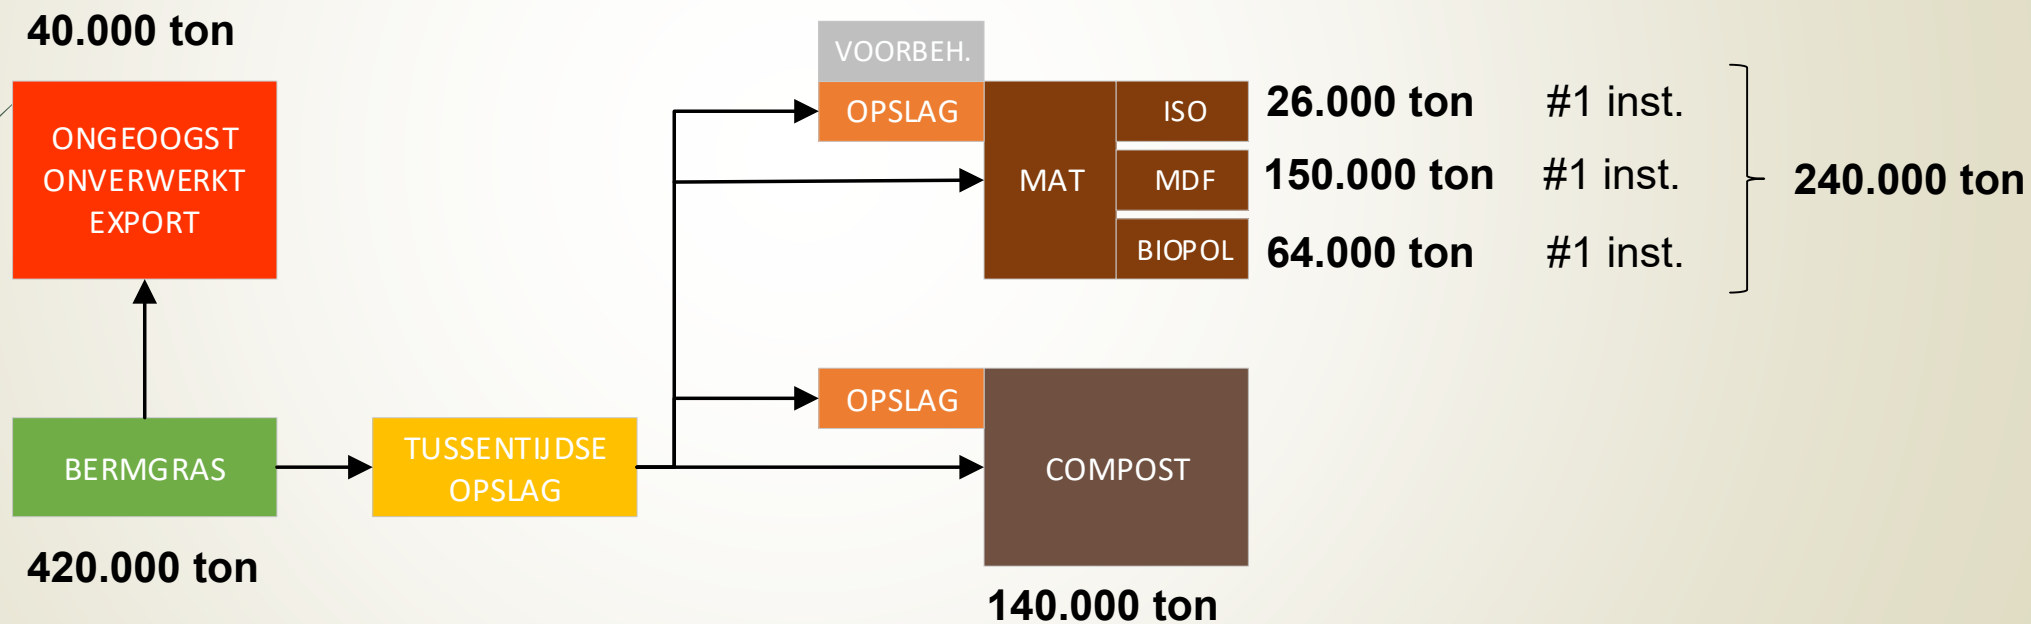 40.000 ton
ONGEOOGST
ONVERWERKT
EXPORT
BERMGRAS
420.000 ton
TUSSENTIJDSE
OPSLAG
VOORBEH.
OPSLAG
MAT
ISO
MDF
BIOPOL
26.000 ton #1 inst.
150.000 ton #1 inst.
64.000 ton #1 inst.
240.000 ton
OPSLAG
COMPOST
140.000 ton